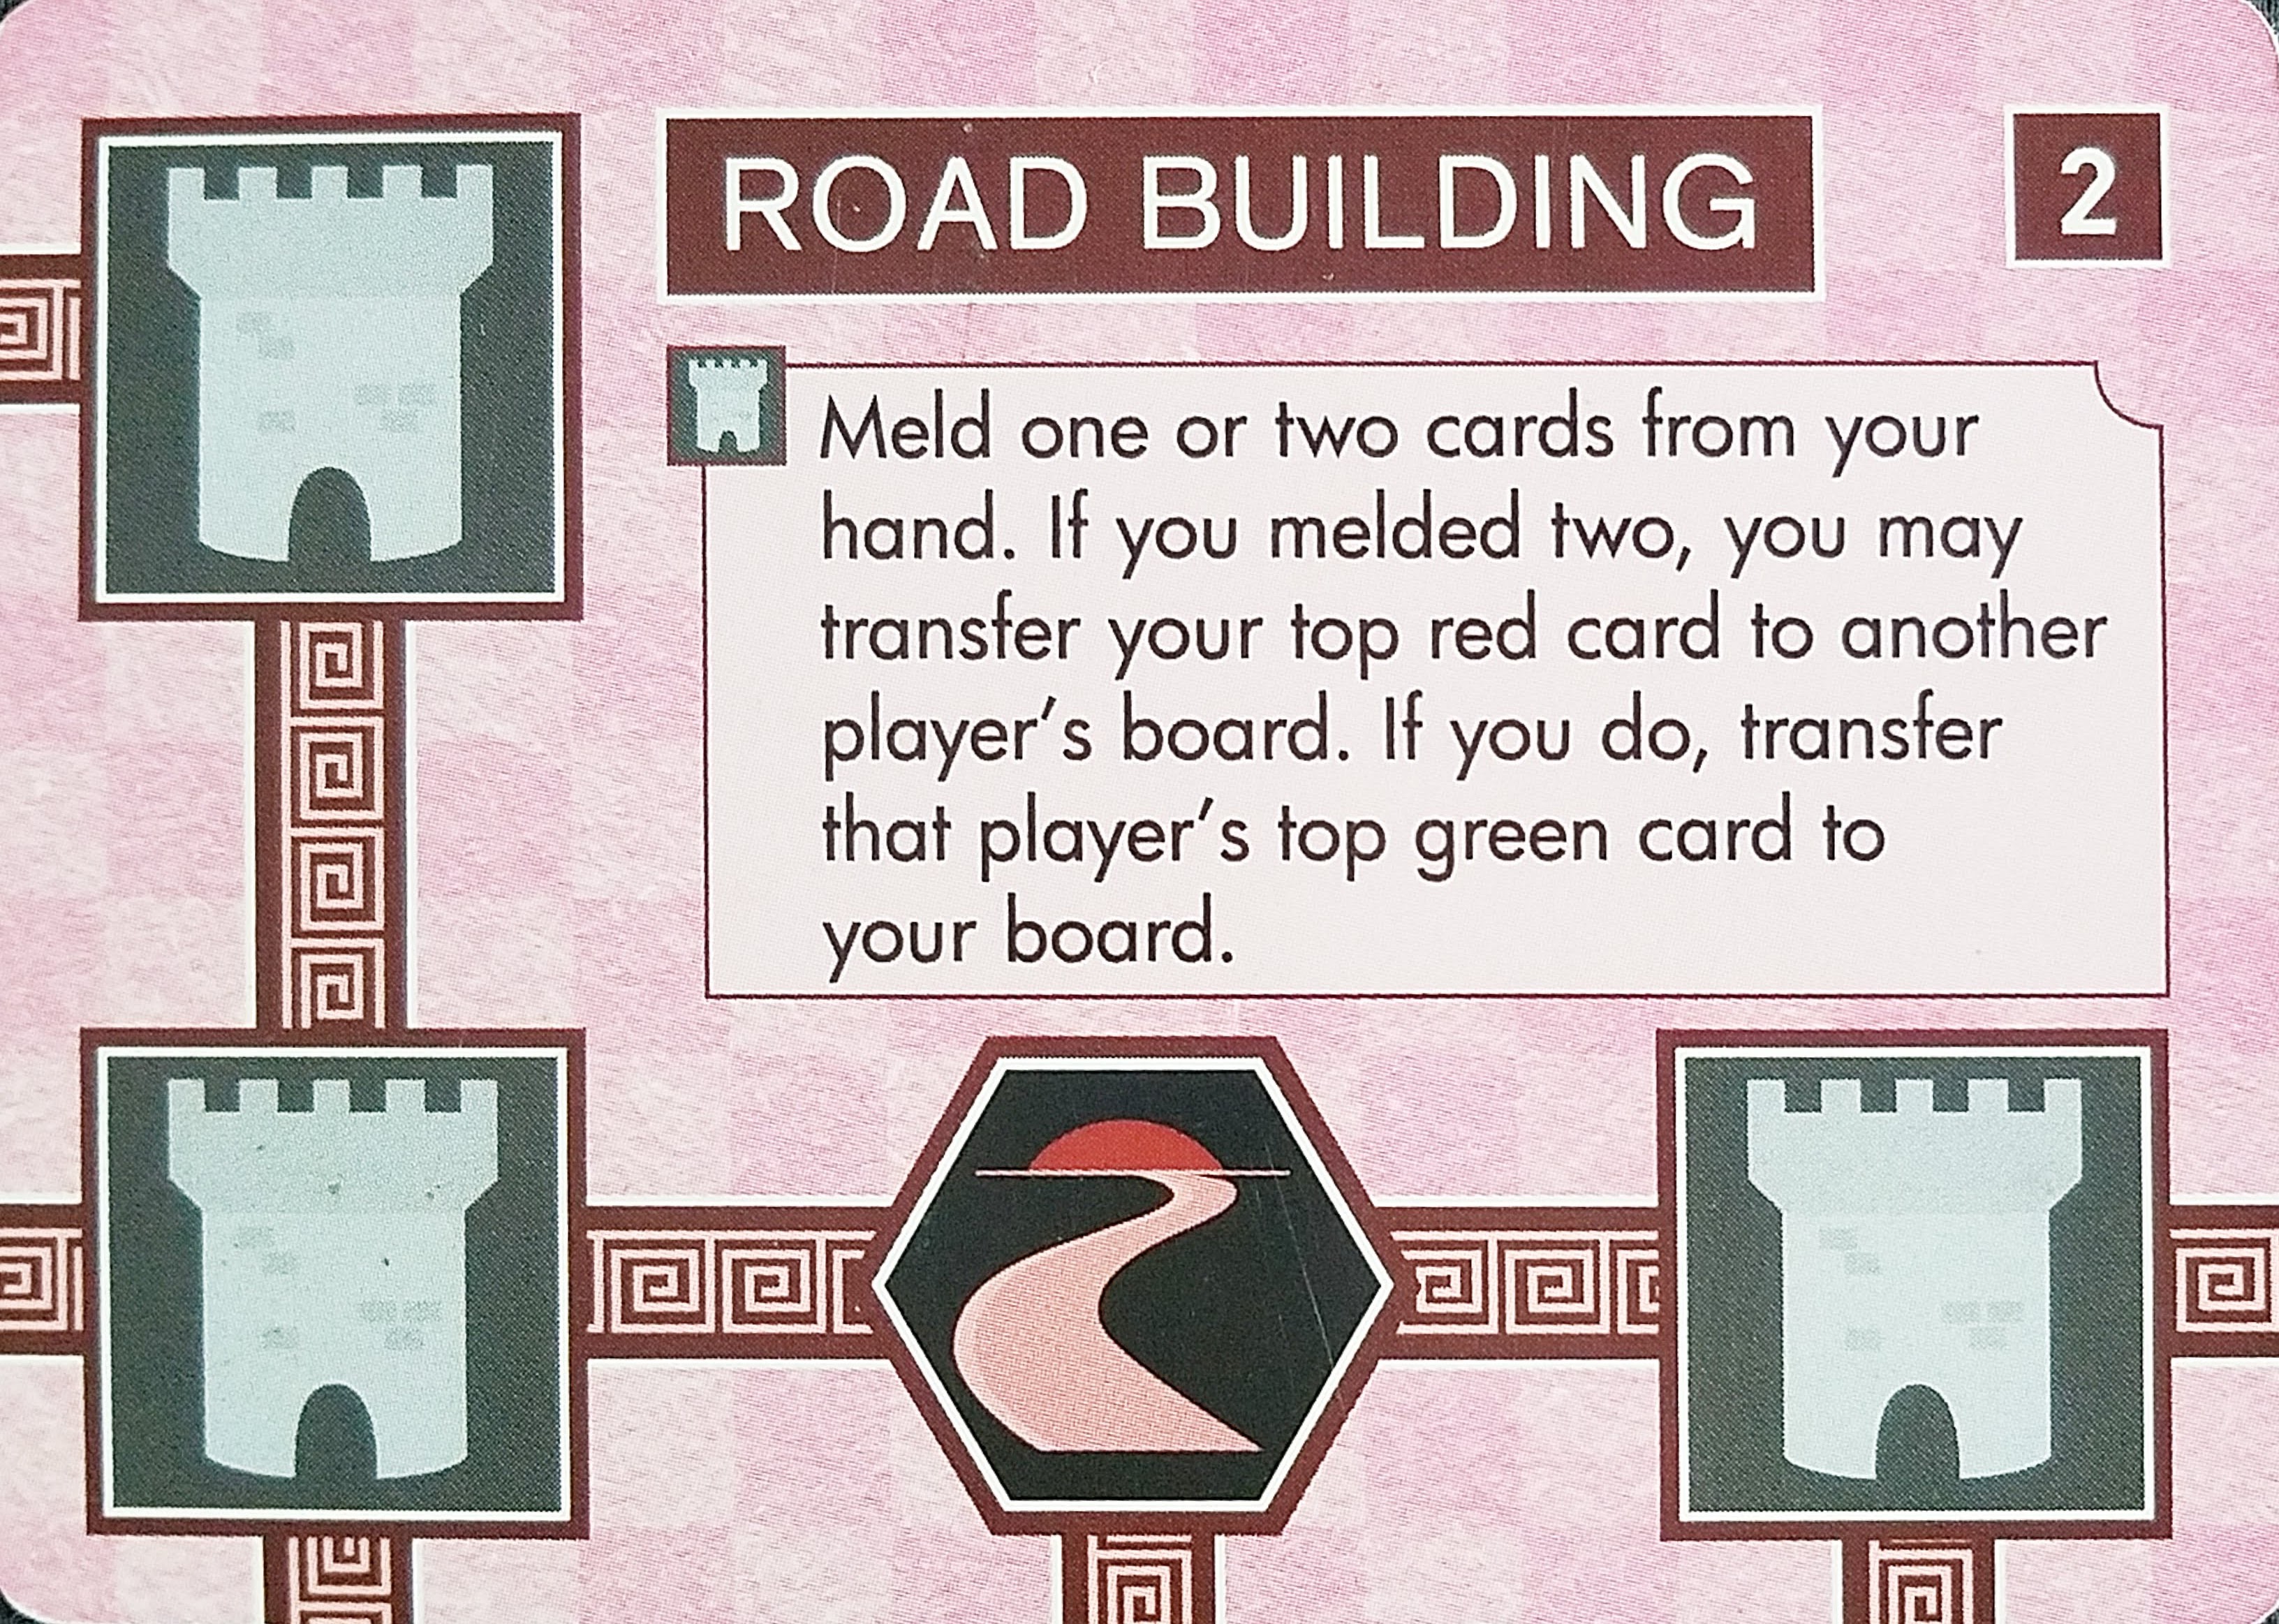 ROAD BUILDING
2
Meld one or two cards from your
hand. If you melded two, you may
transfer your top red card to another
player's board. If you do, transfer
that player's top green card to
your board.